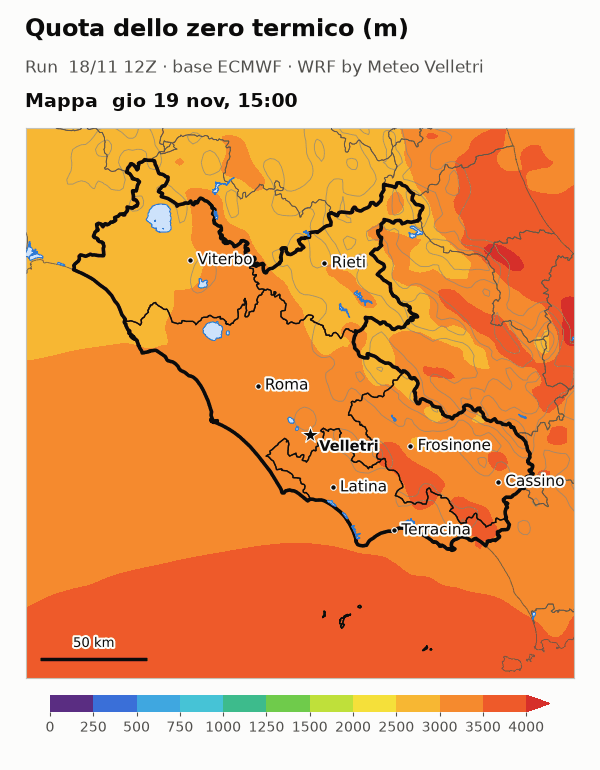 Quota dello zero termico (m)
Run  18/11 12Z · base ECMWF · WRF by Meteo Velletri
Mappa  gio 19 nov, 15:00
Viterbo
Rieti
Roma
Velletri
Frosinone
Cassino
Latina
Terracina
50 km
0 250 500 750 1000 1250 1500 2000 2500 3000 3500 4000